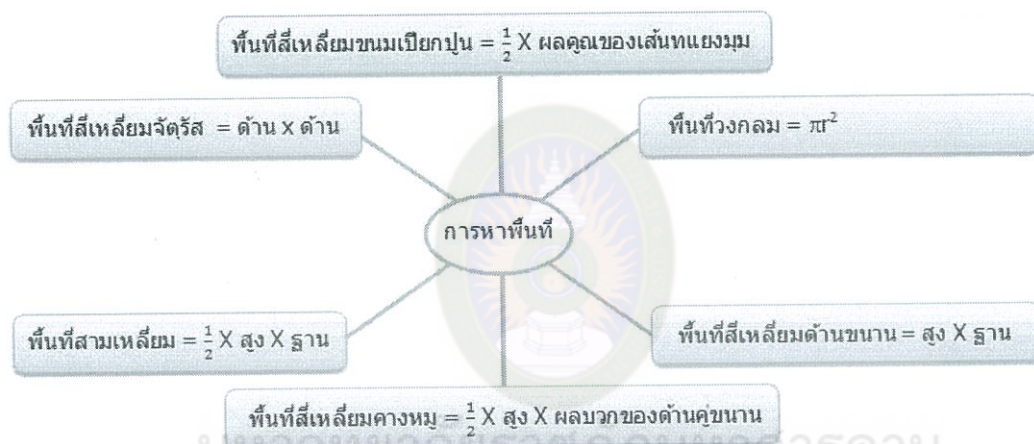 พื้นที่สี่เหลี่ยมขนมเปียกปูน = ½ X ผลคูณของเส้นทแยงมุม
พื้นที่สี่เหลี่ยมจัตุรัส = ด้าน x ด้าน
พื้นที่วงกลม = πr²
การหาพื้นที่
พื้นที่สามเหลี่ยม = ½ X สูง X ฐาน
พื้นที่สี่เหลี่ยมด้านขนาน = สูง X ฐาน
พื้นที่สี่เหลี่ยมคางหมู = ½ X สูง X ผลบวกของด้านคู่ขนาน